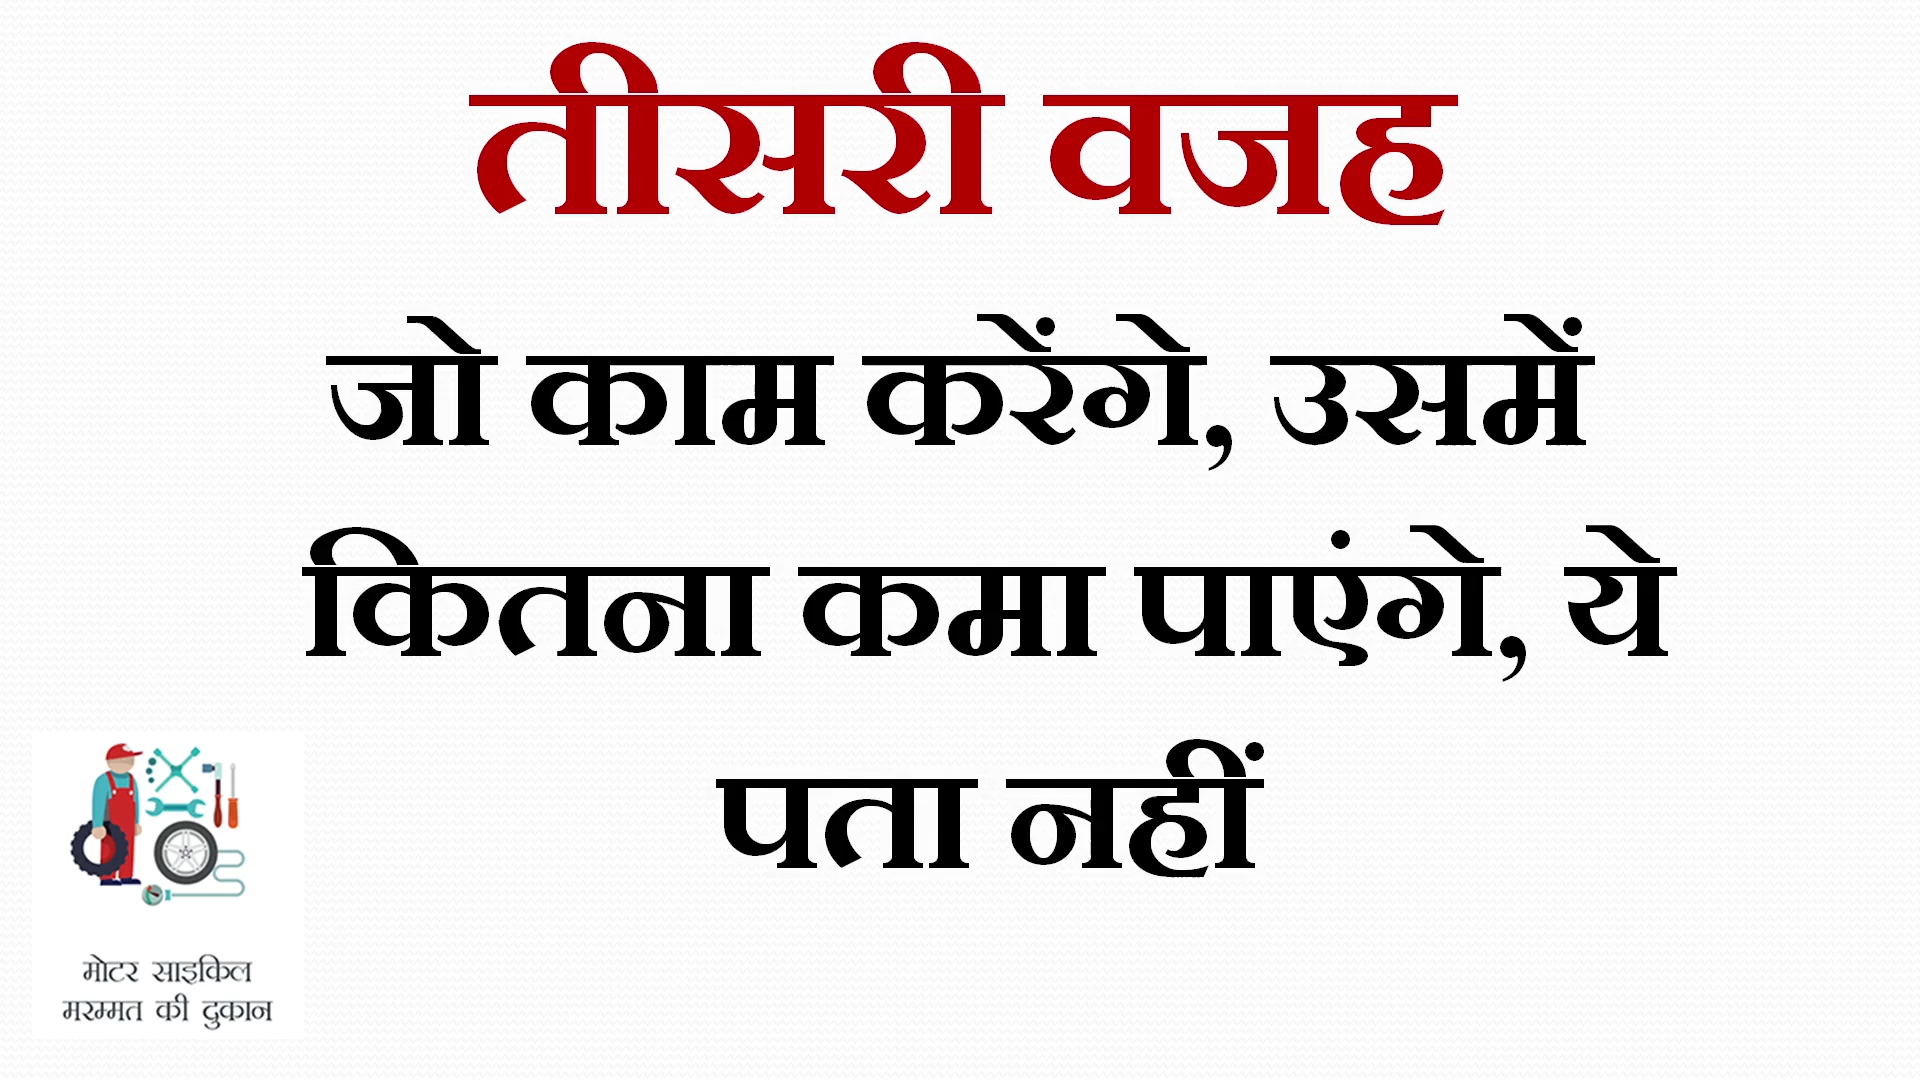 तीसरी वजह
जो काम करेंगे, उसमें
कितना कमा पाएंगे, ये
पता नहीं
मोटर साइकिल
मरम्मत की दुकान